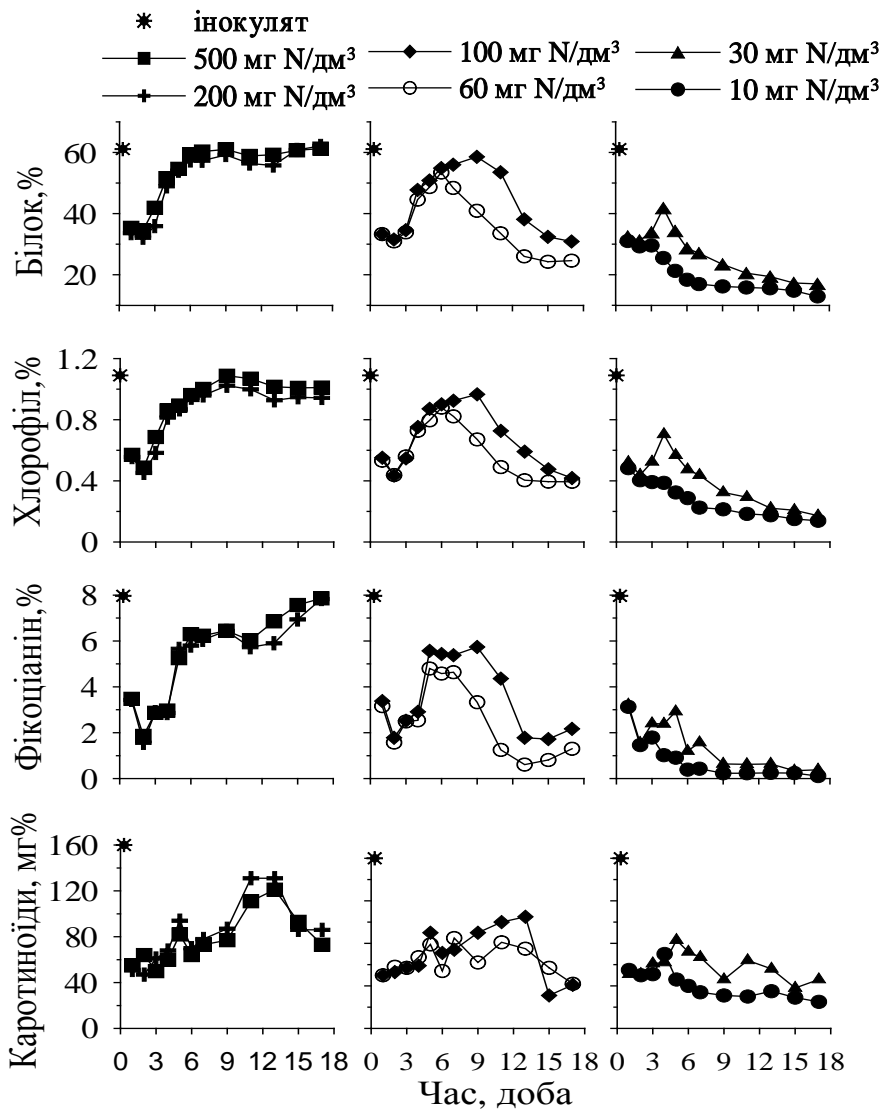 інокулят
500 мг N/дм³ 100 мг N/дм³ 30 мг N/дм³
200 мг N/дм³ 60 мг N/дм³ 10 мг N/дм³
Білок,%
60
40
20
Хлорофіл,%
1.2
0.8
0.4
0
Фікоціанін,%
8
6
4
2
0
Каротиноїди, мг%
160
120
80
40
0
0 3 6 9 12 15 18 0 3 6 9 12 15 18 0 3 6 9 12 15 18
Час, доба